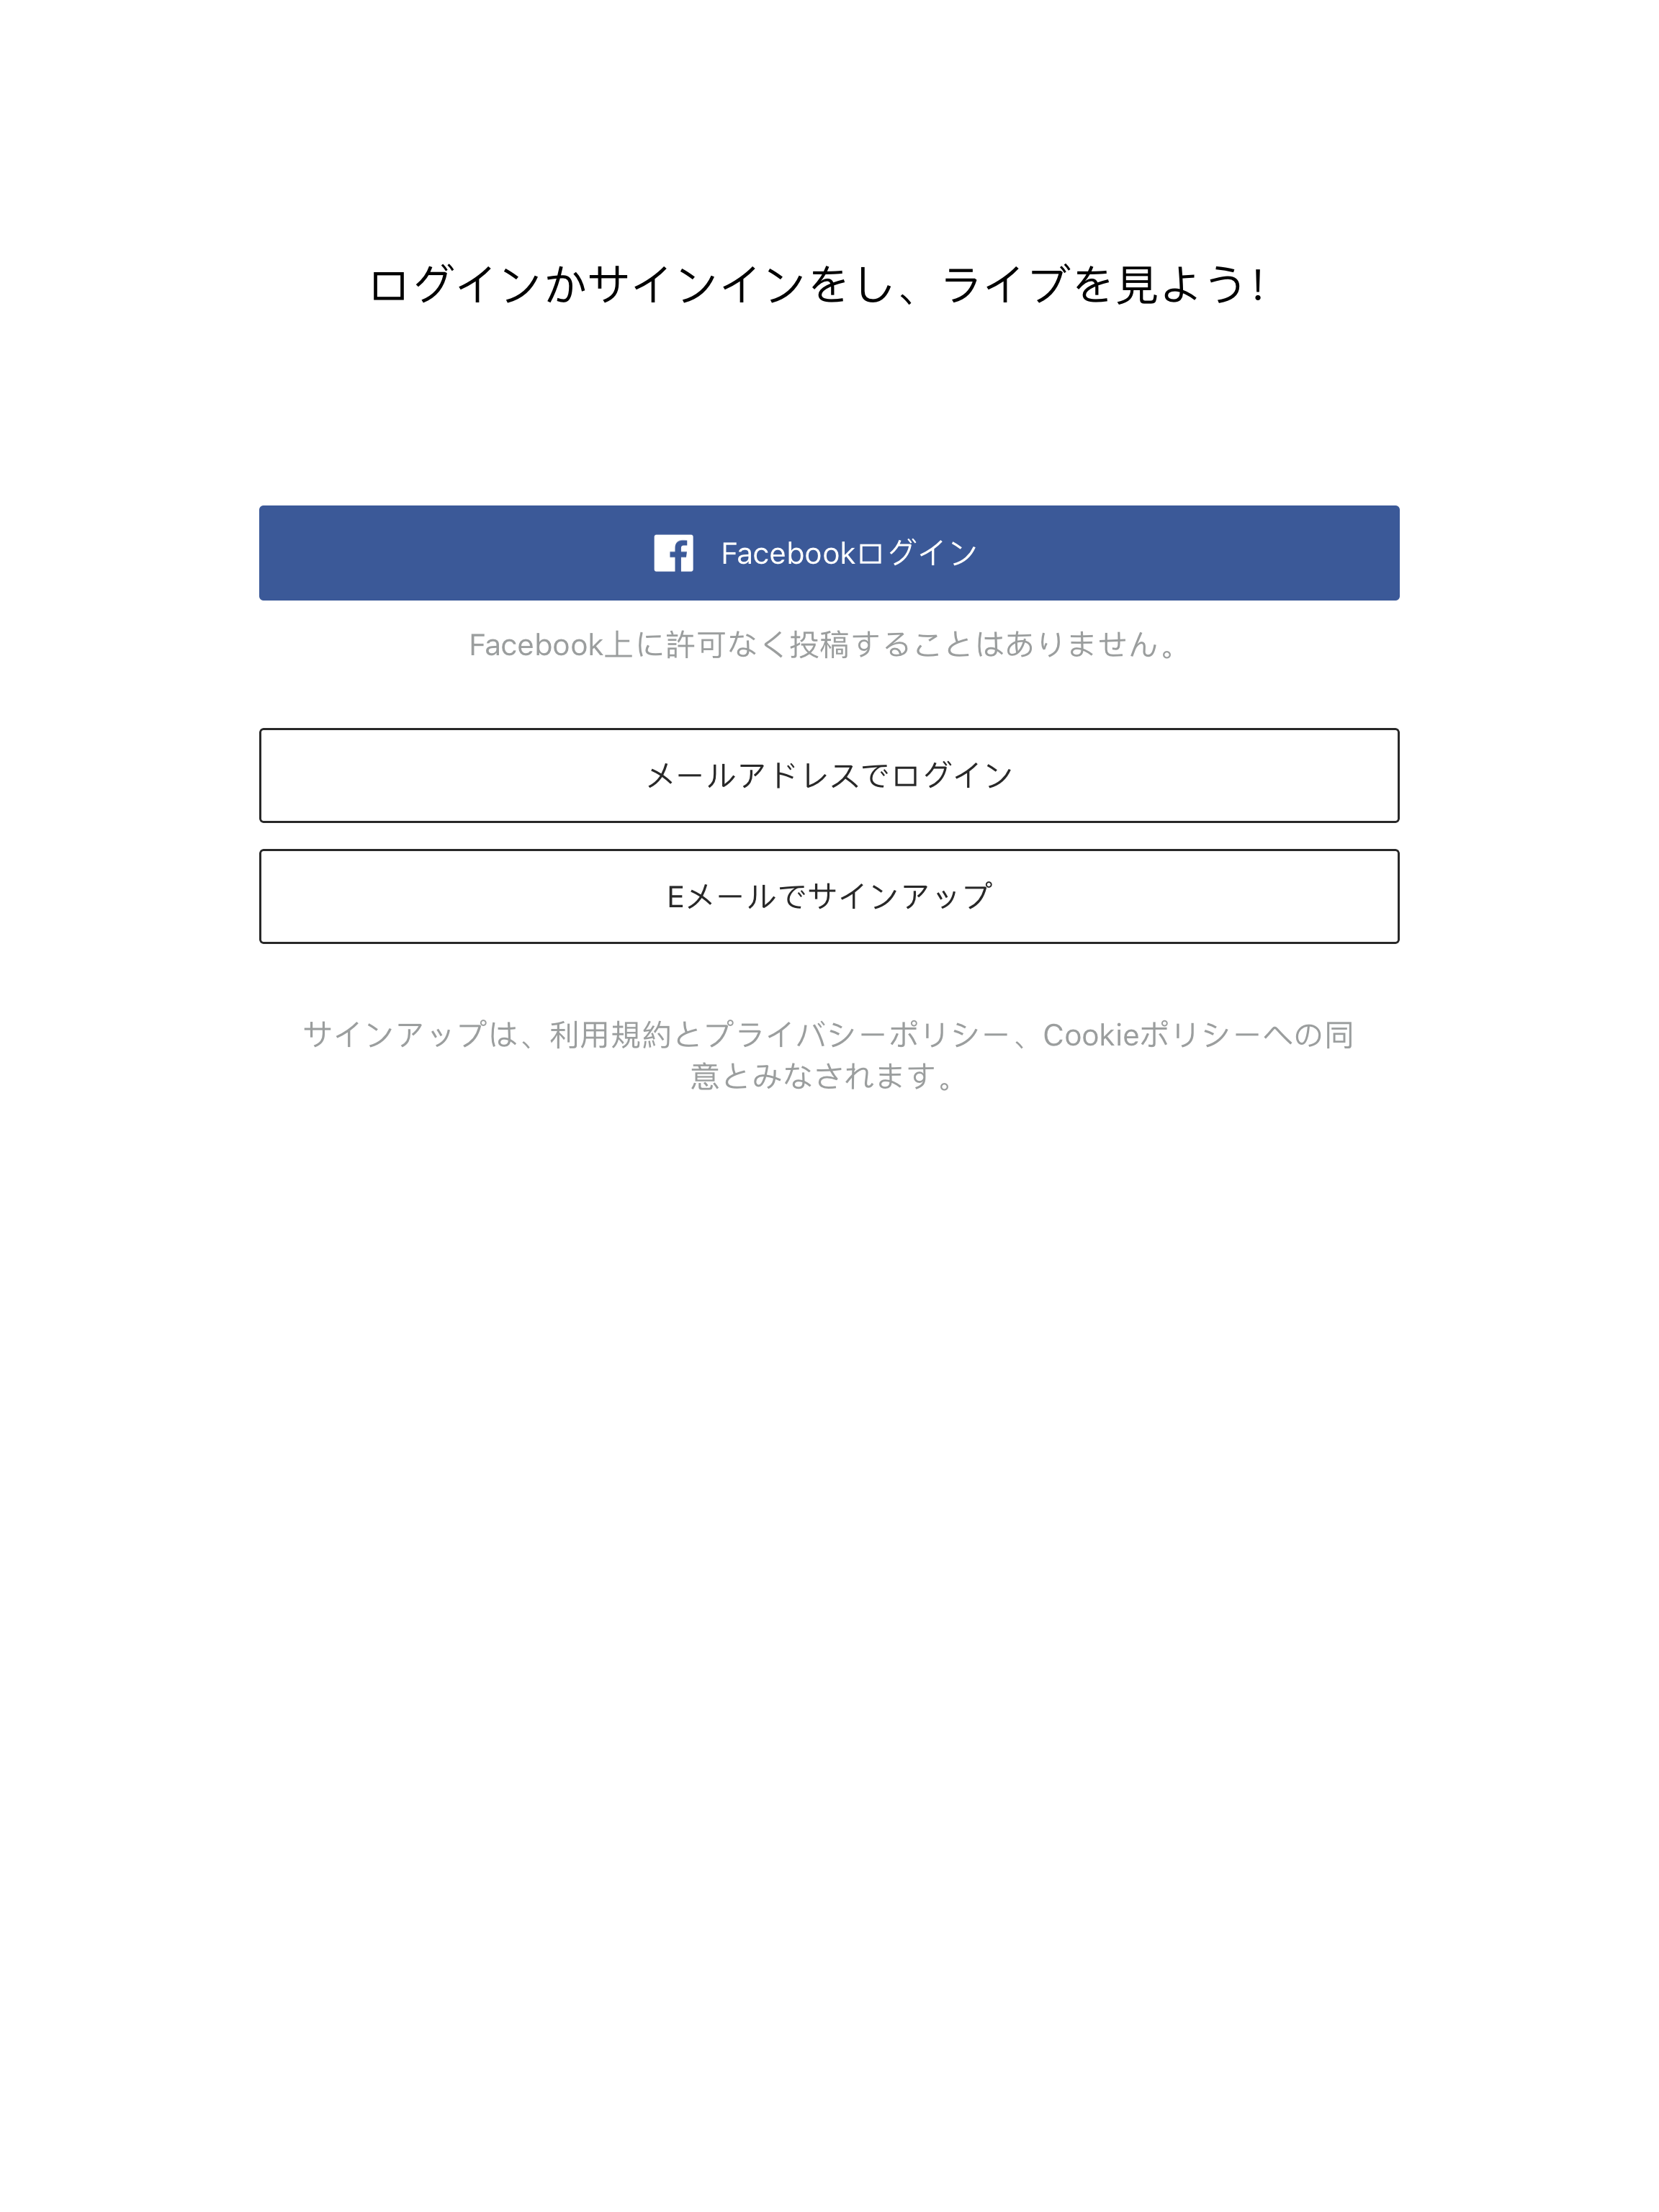 ログインかサインインをし、ライブを見よう!
Facebookログイン
Facebook上に許可なく投稿することはありません。
メールアドレスでログイン
Eメールでサインアップ
サインアップは、利用規約とプライバシーポリシー、Cookieポリシーへの同
意とみなされます。